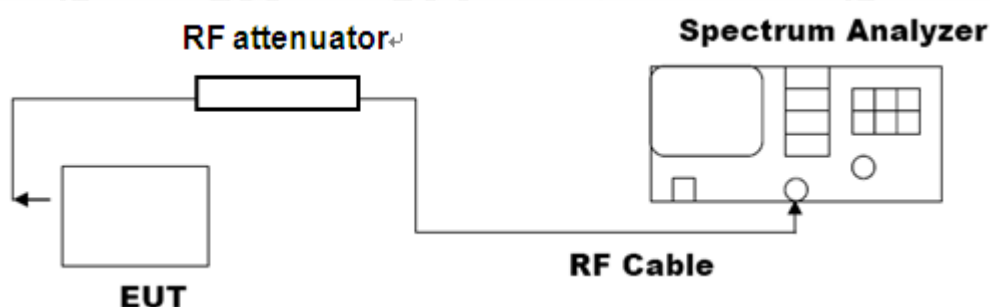 RF attenuator↵
Spectrum Analyzer
RF Cable
EUT